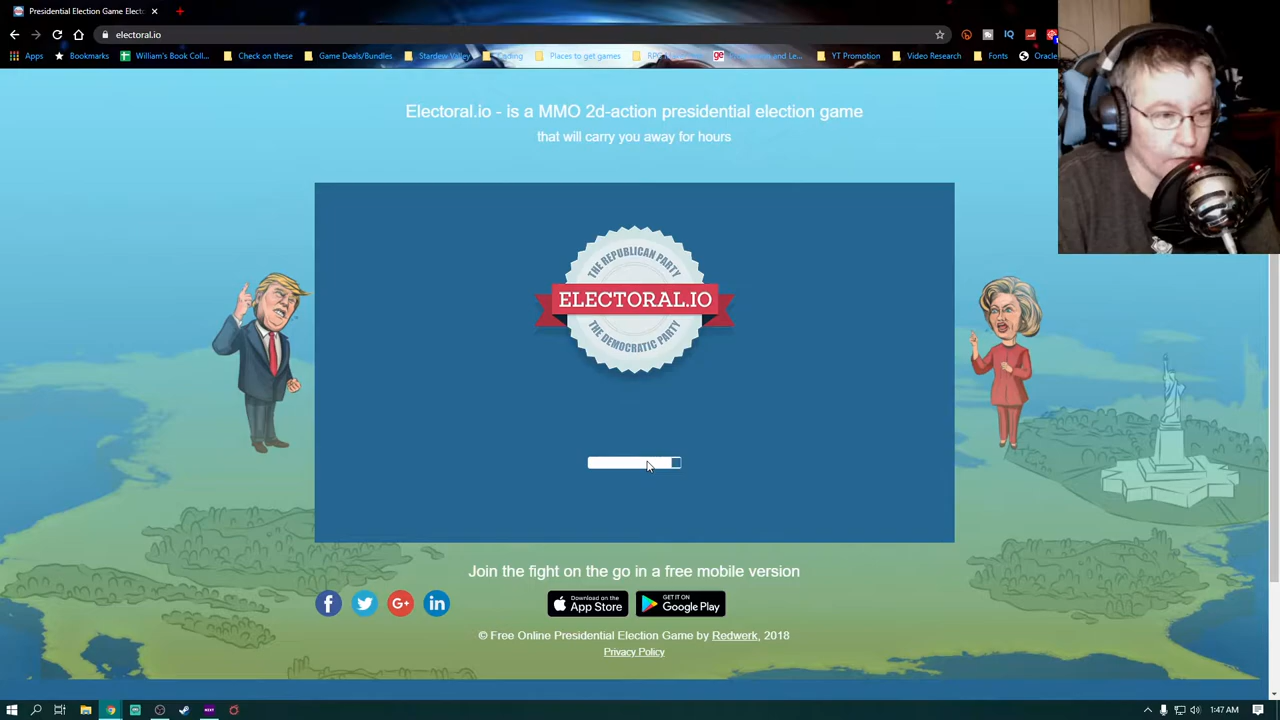 Presidential Election Game Elect
electoral.io
Apps
Bookmarks
William's Book Coll...
Check on these
Game Deals/Bundles
Stardew Valley
Places to get games
YT Promotion
Video Research
Fonts
Oracle
Electoral.io - is a MMO 2d-action presidential election game
that will carry you away for hours
THE REPUBLICAN PARTY
ELECTORAL.IO
THE DEMOCRATIC PARTY
Join the fight on the go in a free mobile version
Download on the
App Store
GET IT ON
Google Play
© Free Online Presidential Election Game by Redwerk, 2018
Privacy Policy
1:47 AM